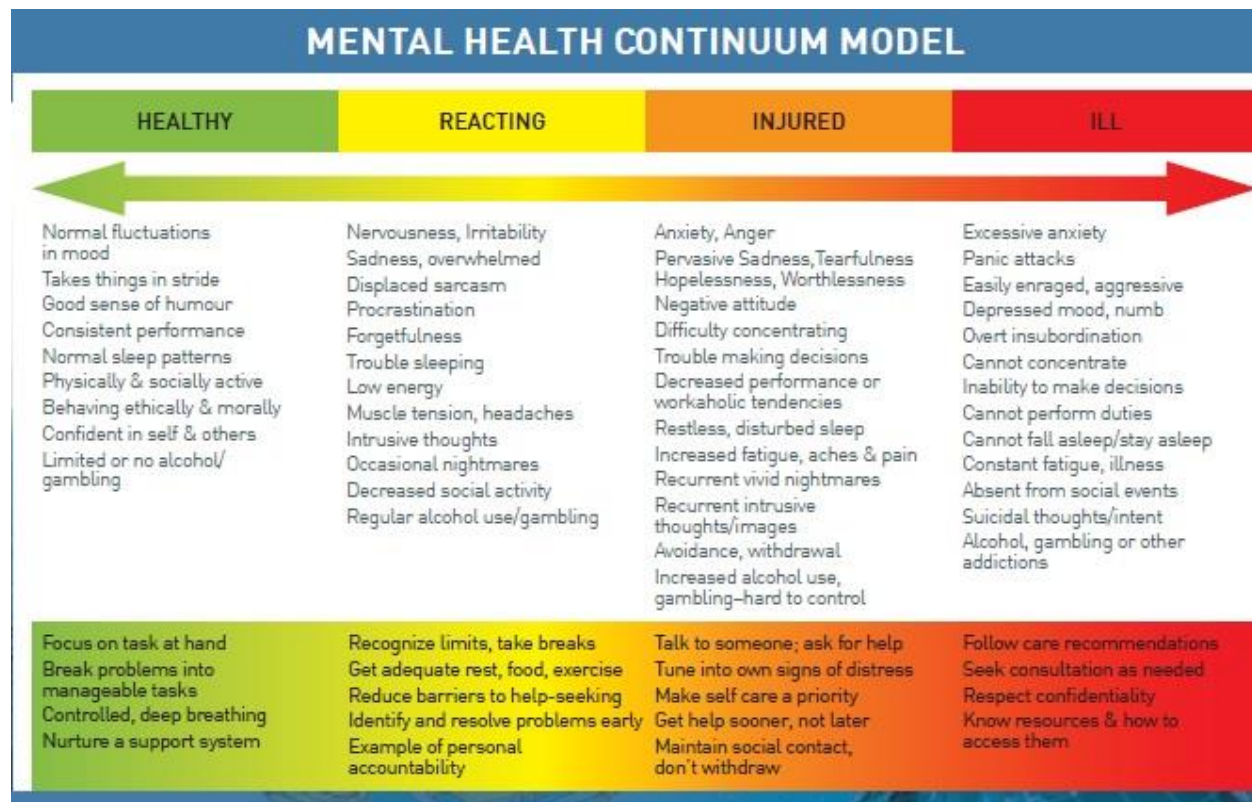 MENTAL HEALTH CONTINUUM MODEL
HEALTHY
REACTING
INJURED
ILL
Normal fluctuations
in mood
Takes things in stride
Good sense of humour
Consistent performance
Normal sleep patterns
Physically & socially active
Behaving ethically & morally
Confident in self & others
Limited or no alcohol/
gambling
Nervousness, Irritability
Sadness, overwhelmed
Displaced sarcasm
Procrastination
Forgetfulness
Trouble sleeping
Low energy
Muscle tension, headaches
Intrusive thoughts
Occasional nightmares
Decreased social activity
Regular alcohol use/gambling
Anxiety, Anger
Pervasive Sadness,Tearfulness
Hopelessness, Worthlessness
Negative attitude
Difficulty concentrating
Trouble making decisions
Decreased performance or
workaholic tendencies
Restless, disturbed sleep
Increased fatigue, aches & pain
Recurrent vivid nightmares
Recurrent intrusive
thoughts/images
Avoidance, withdrawal
Increased alcohol use,
gambling–hard to control
Excessive anxiety
Panic attacks
Easily enraged, aggressive
Depressed mood, numb
Overt insubordination
Cannot concentrate
Inability to make decisions
Cannot perform duties
Cannot fall asleep/stay asleep
Constant fatigue, illness
Absent from social events
Suicidal thoughts/intent
Alcohol, gambling or other
addictions
Focus on task at hand
Break problems into
manageable tasks
Controlled, deep breathing
Nurture a support system
Recognize limits, take breaks
Get adequate rest, food, exercise
Reduce barriers to help-seeking
Identify and resolve problems early
Example of personal
accountability
Talk to someone; ask for help
Tune into own signs of distress
Make self care a priority
Get help sooner, not later
Maintain social contact,
don't withdraw
Follow care recommendations
Seek consultation as needed
Respect confidentiality
Know resources & how to
access them